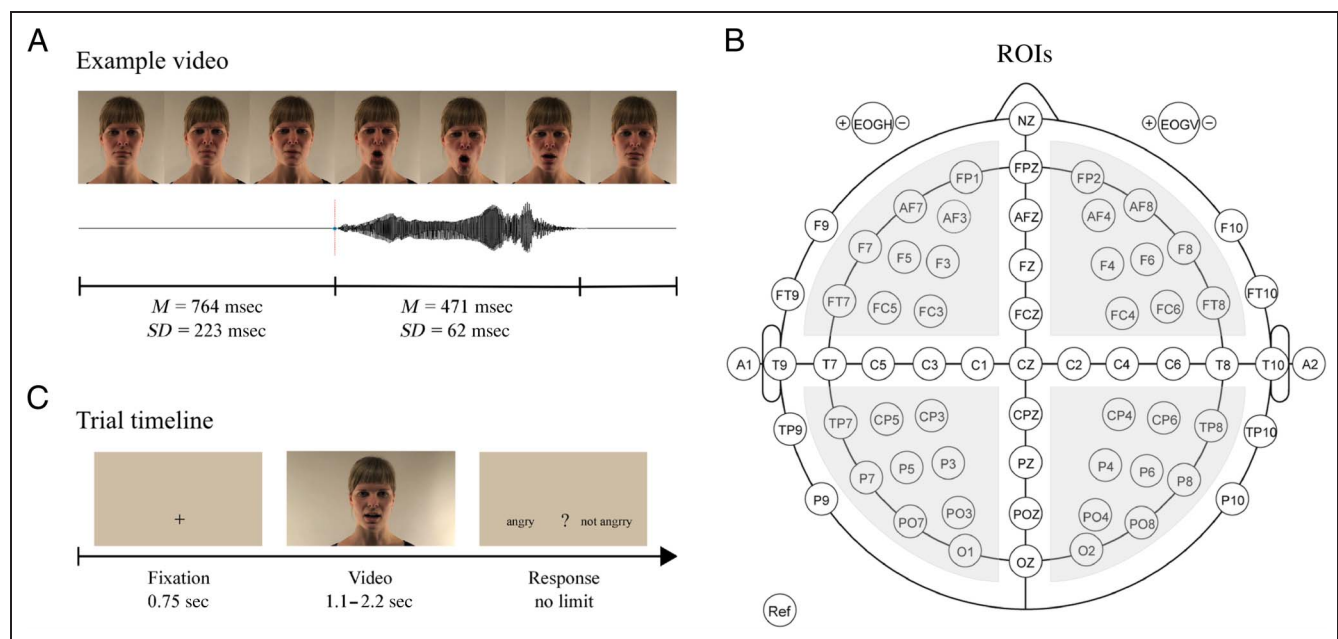 A
Example video
M = 764 msec
SD = 223 msec
M = 471 msec
SD = 62 msec
B
ROIs
+ EOGH −
NZ
+ EOGV −
FP1 FPZ FP2
AF7 AF3 AFZ AF4 AF8
F9 F7 F5 F3 FZ F4 F6 F8 F10
FT9 FT7 FC5 FC3 FCZ FC4 FC6 FT8 FT10
A1 T9 T7 C5 C3 C1 CZ C2 C4 C6 T8 T10 A2
TP9 TP7 CP5 CP3 CPZ CP4 CP6 TP8 TP10
P9 P7 P5 P3 PZ P4 P6 P8 P10
PO7 PO3 POZ PO4 PO8
O1 OZ O2
Ref
C
Trial timeline
+
angry ? not angrry
Fixation
0.75 sec
Video
1.1–2.2 sec
Response
no limit